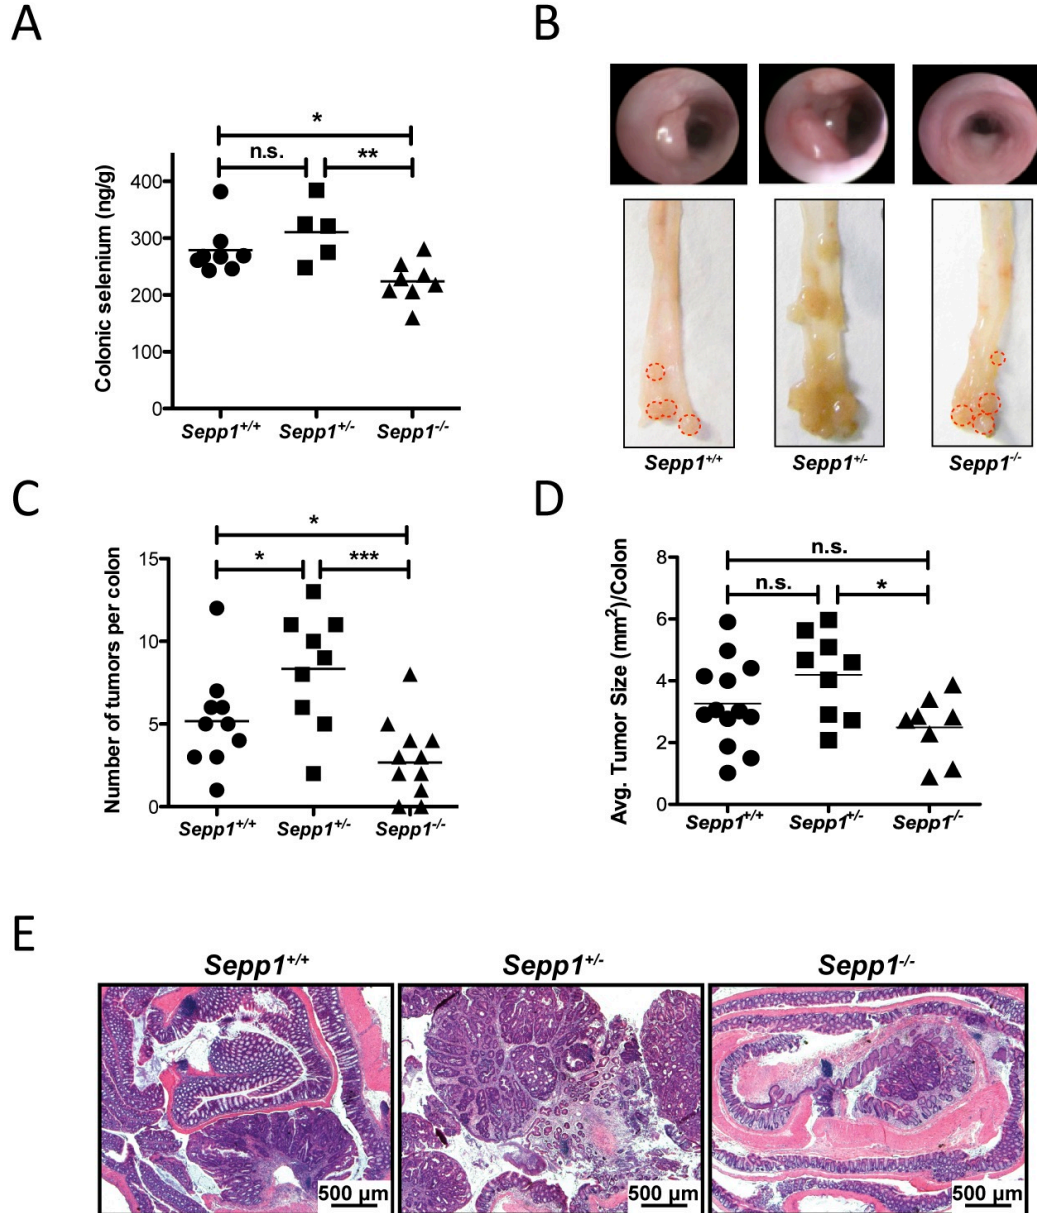 A
*
n.s.
**
Colonic selenium (ng/g)
400
300
200
100
0
Sepp1+/+
Sepp1+/-
Sepp1-/-
B
Sepp1+/+
Sepp1+/-
Sepp1-/-
C
*
*
***
Number of tumors per colon
15
10
5
0
Sepp1+/+
Sepp1+/-
Sepp1-/-
D
n.s.
n.s.
*
Avg. Tumor Size (mm²)/Colon
8
6
4
2
0
Sepp1+/+
Sepp1+/-
Sepp1-/-
E
Sepp1+/+
Sepp1+/-
Sepp1-/-
500 µm
500 µm
500 µm